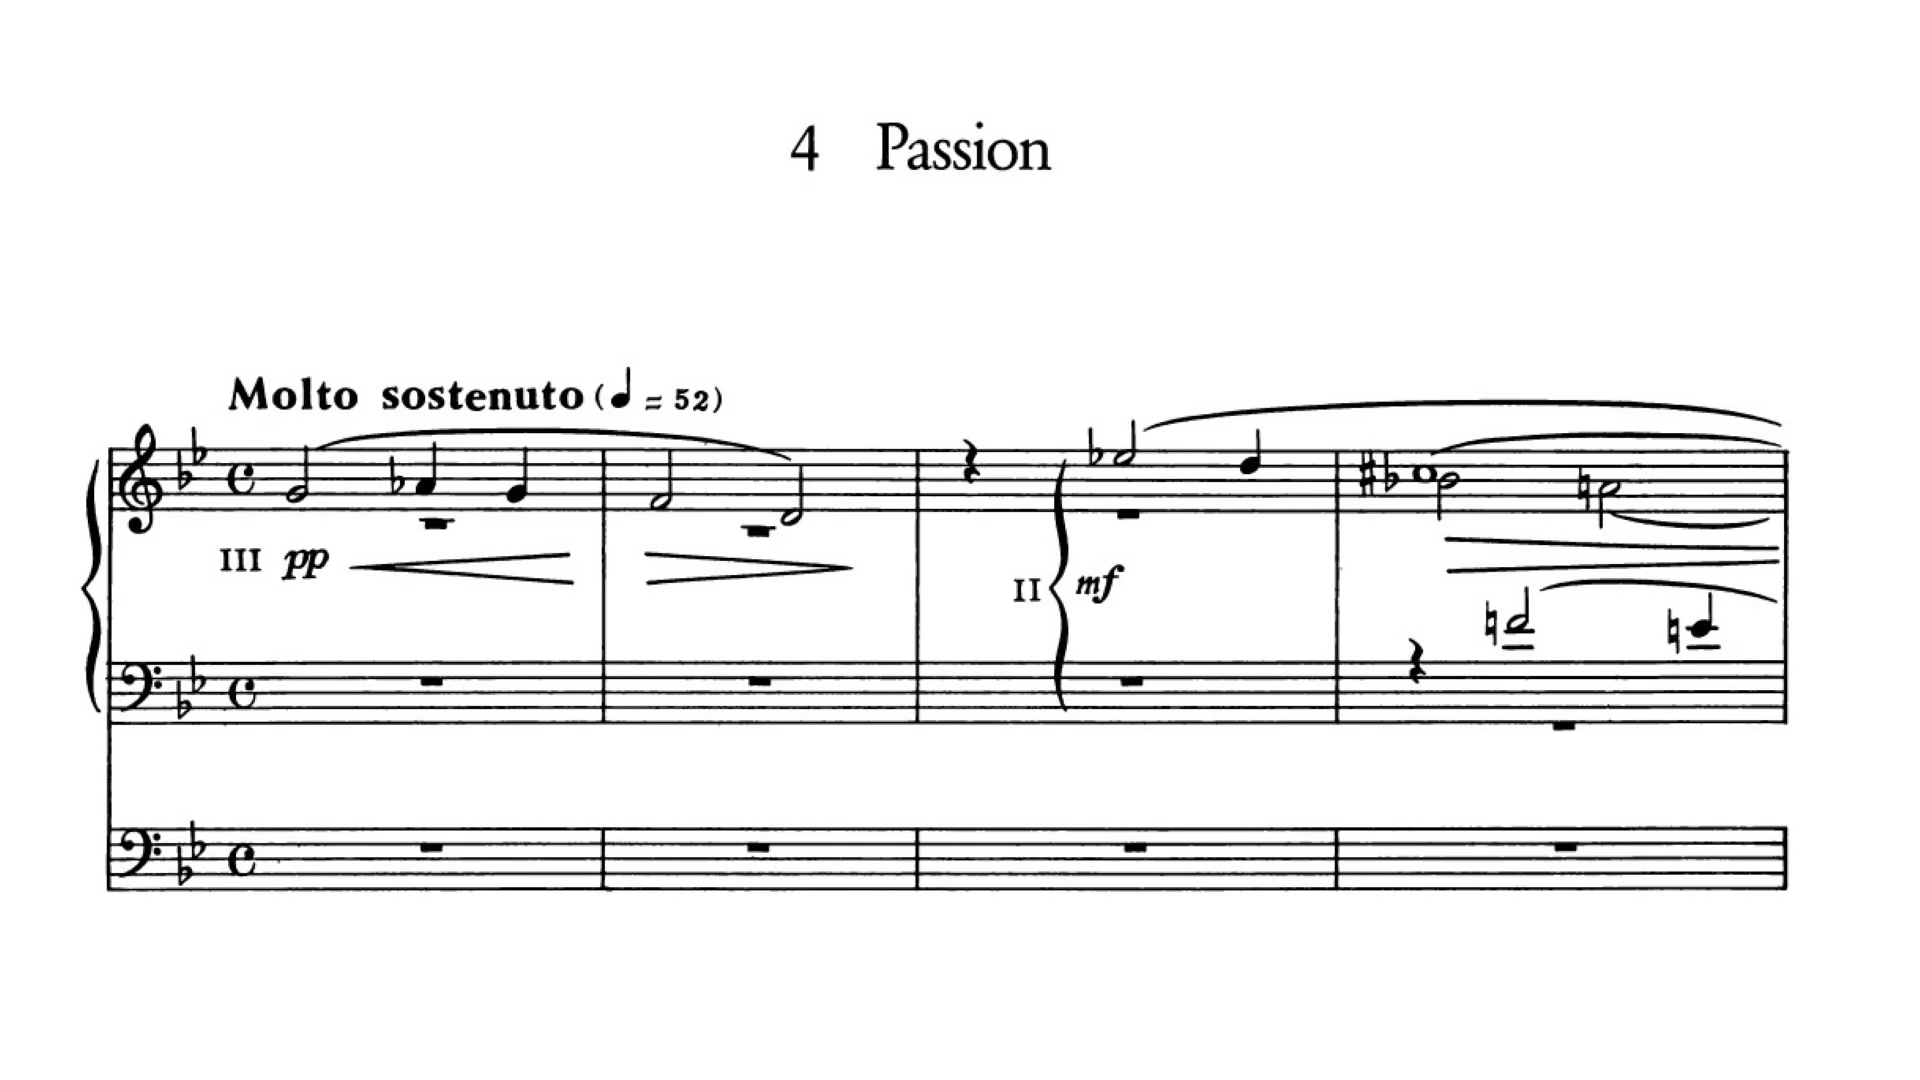 4 Passion
Molto sostenuto (♩ = 52)
III pp
II mf